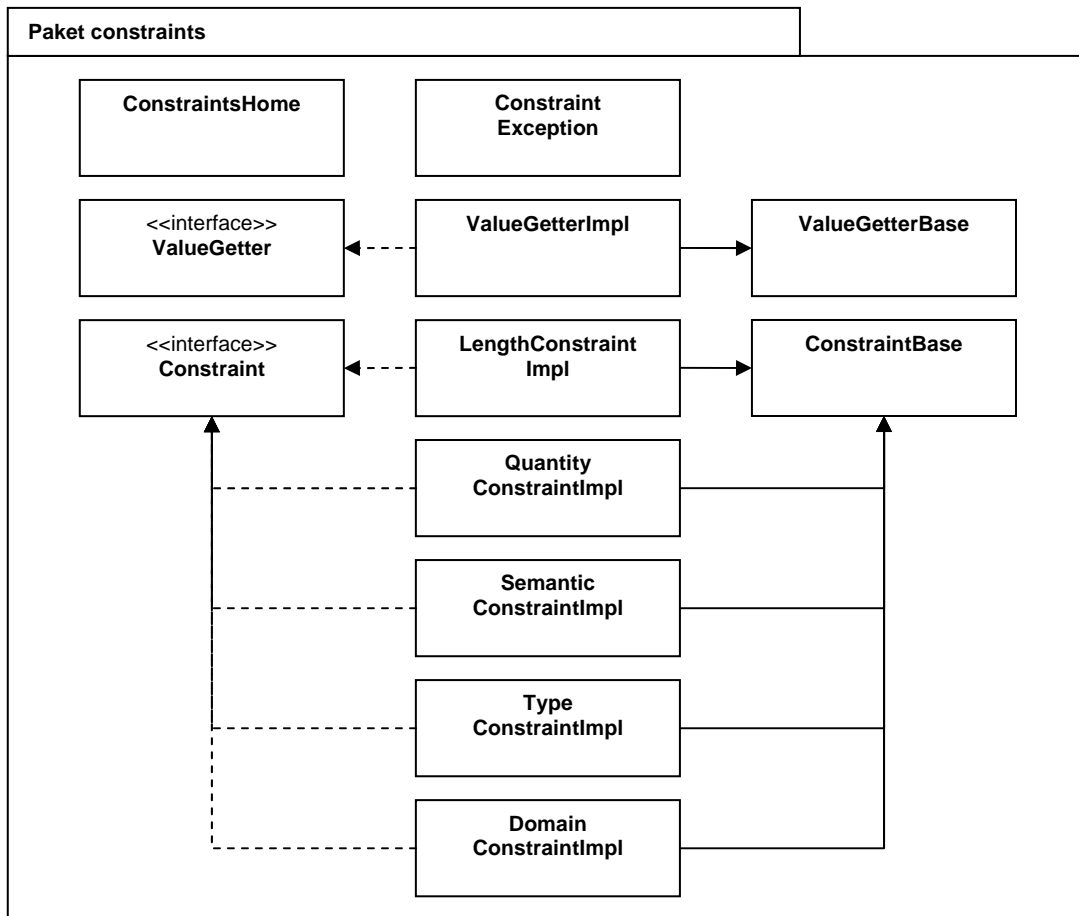 Paket constraints
ConstraintsHome
Constraint
Exception
<<interface>>
ValueGetter
ValueGetterImpl
ValueGetterBase
<<interface>>
Constraint
LengthConstraint
Impl
ConstraintBase
Quantity
ConstraintImpl
Semantic
ConstraintImpl
Type
ConstraintImpl
Domain
ConstraintImpl